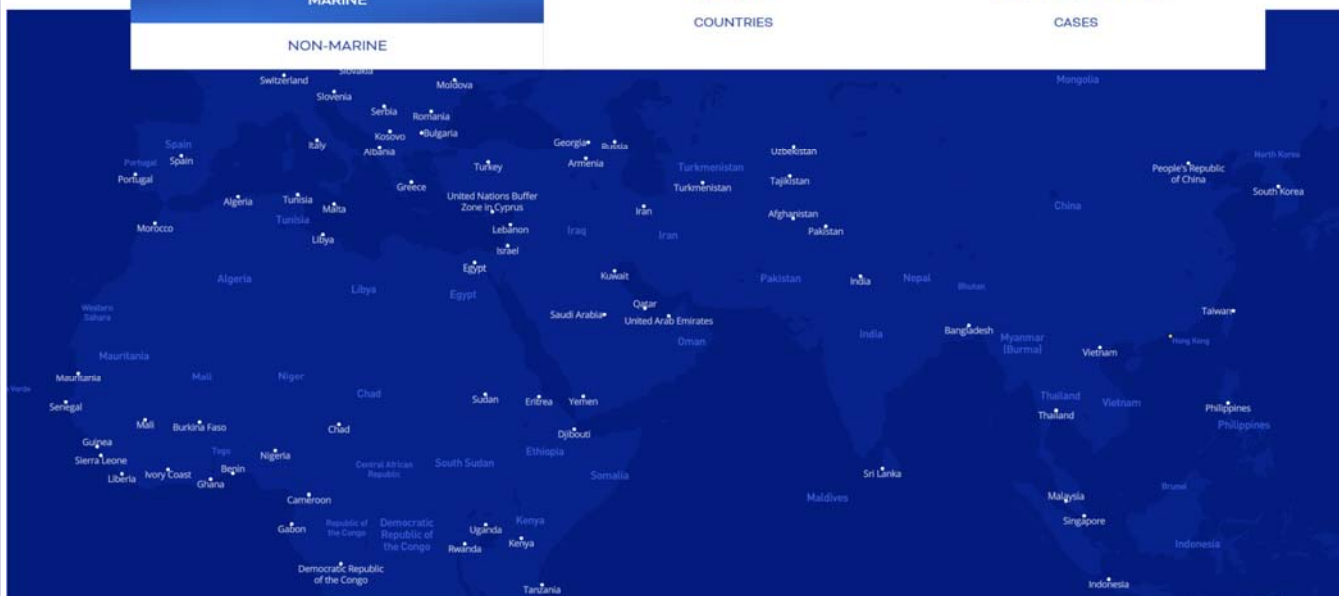 MARINE
NON-MARINE
COUNTRIES
CASES
Switzerland
Slovakia
Moldova
Mongolia
Slovenia
Serbia
Romania
Kosovo
Bulgaria
Italy
Albania
Georgia
Russia
Armenia
Uzbekistan
Spain
Spain
Portugal
Portugal
Turkey
Turkmenistan
Turkmenistan
Tajikistan
People's Republic
of China
North Korea
South Korea
Greece
Algeria
Tunisia
Malta
Tunisia
United Nations Buffer
Zone in Cyprus
Iran
Afghanistan
China
Morocco
Libya
Lebanon
Iraq
Iran
Pakistan
Israel
Egypt
Kuwait
Algeria
Libya
Egypt
Pakistan
India
Nepal
Bhutan
Western
Sahara
Saudi Arabia
Qatar
United Arab Emirates
Oman
India
Bangladesh
Myanmar
(Burma)
Taiwan
Hong Kong
Vietnam
Mauritania
Mauritania
Mali
Niger
Chad
Verde
Senegal
Sudan
Eritrea
Yemen
Thailand
Thailand
Vietnam
Philippines
Philippines
Mali
Burkina Faso
Chad
Djibouti
Guinea
Sierra Leone
Togo
Nigeria
Ethiopia
Liberia
Ivory Coast
Ghana
Benin
Central African
Republic
South Sudan
Somalia
Sri Lanka
Cameroon
Maldives
Malaysia
Brunei
Gabon
Republic of
the Congo
Democratic
Republic of
the Congo
Uganda
Kenya
Rwanda
Kenya
Singapore
Indonesia
Democratic Republic
of the Congo
Tanzania
Indonesia